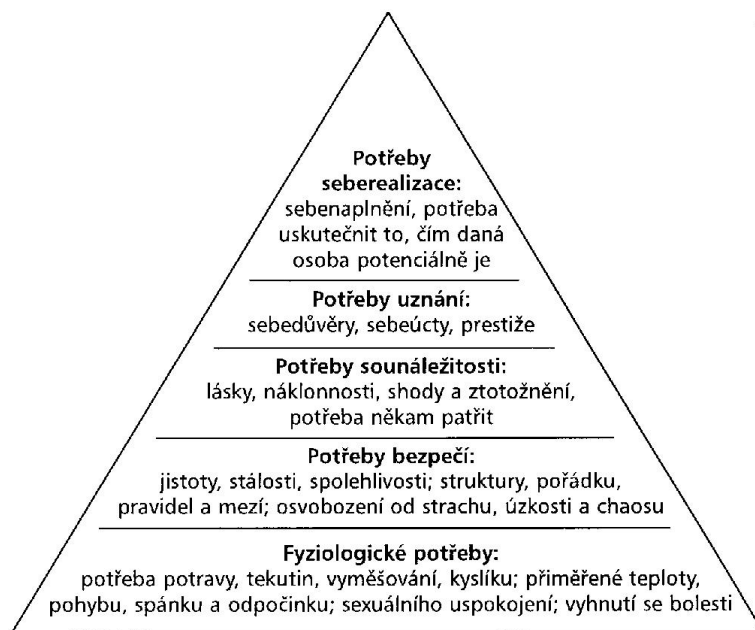 Potřeby
seberealizace:
sebenaplnění, potřeba
uskutečnit to, čím daná
osoba potenciálně je
Potřeby uznání:
sebedůvěry, sebeúcty, prestiže
Potřeby sounáležitosti:
lásky, náklonnosti, shody a ztotožnění,
potřeba někam patřit
Potřeby bezpečí:
jistoty, stálosti, spolehlivosti; struktury, pořádku,
pravidel a mezí; osvobození od strachu, úzkosti a chaosu
Fyziologické potřeby:
potřeba potravy, tekutin, vyměšování, kyslíku; přiměřené teploty,
pohybu, spánku a odpočinku; sexuálního uspokojení; vyhnutí se bolesti